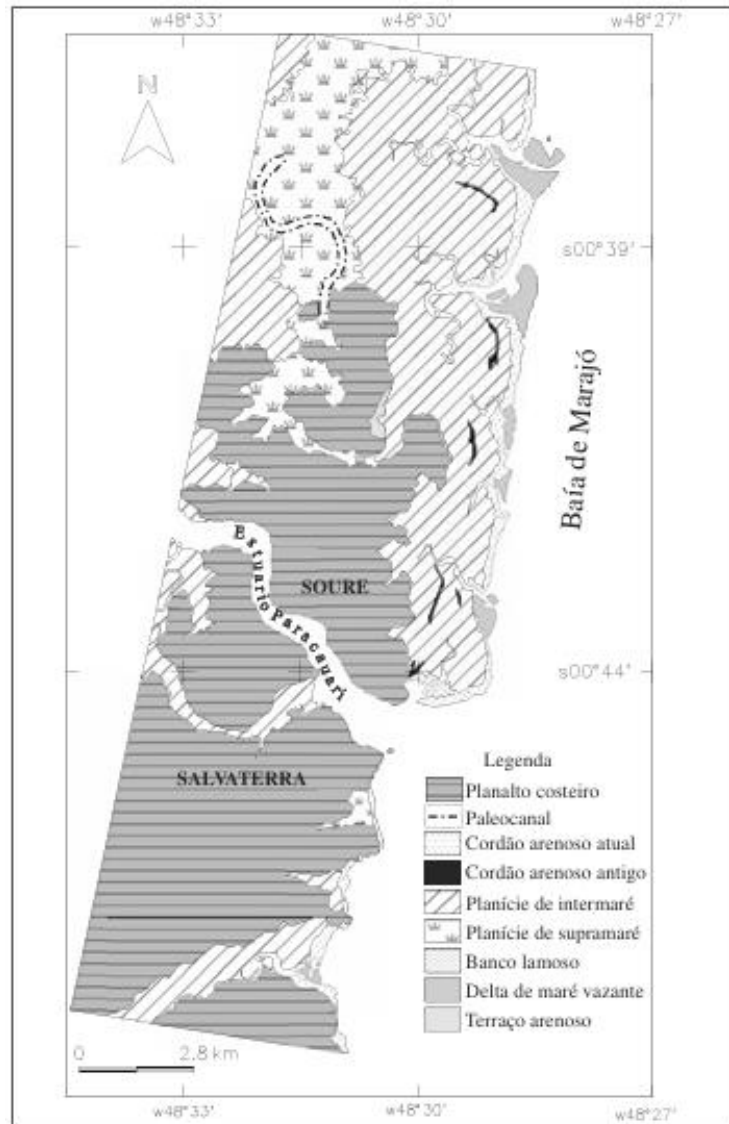 w48°33'
w48°30'
w48°27'
N
s00°39'
Baía de Marajó
Estuario Paracauari
SOURE
s00°44'
SALVATERRA
Legenda
Planalto costeiro
Paleocanal
Cordão arenoso atual
Cordão arenoso antigo
Planície de intermaré
Planície de supramaré
Banco lamoso
Delta de maré vazante
Terraço arenoso
0 2.8 km
w48°33'
w48°30'
w48°27'